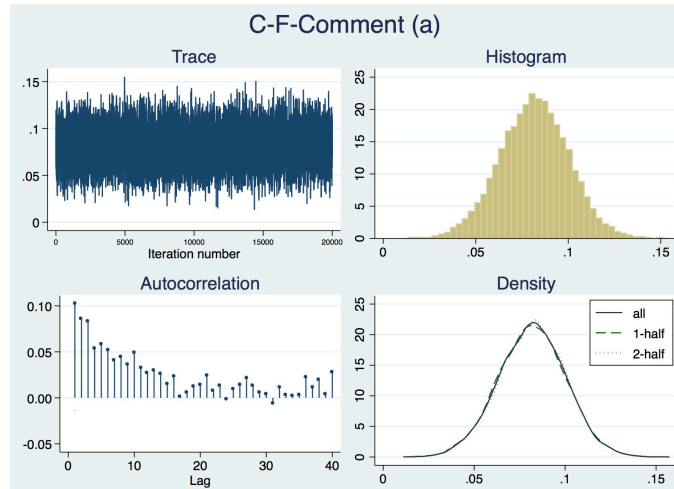 C-F-Comment (a)
Trace
.15
.1
.05
0
0 5000 10000 15000 20000
Iteration number
Histogram
25
20
15
10
5
0
0 .05 .1 .15
Autocorrelation
0.10
0.05
0.00
-0.05
0 10 20 30 40
Lag
Density
all
1-half
2-half
25
20
15
10
5
0
0 .05 .1 .15